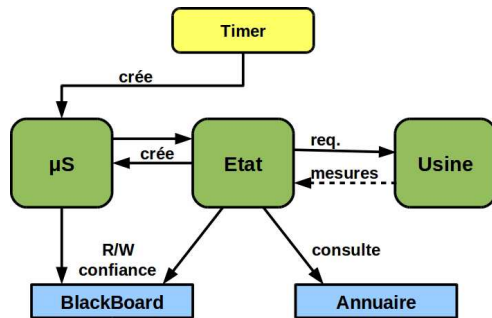 Timer
crée
µS
crée
Etat
req.
mesures
Usine
R/W
confiance
consulte
BlackBoard
Annuaire